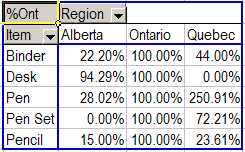 %Ont Region
Item Alberta Ontario Quebec
Binder 22.20% 100.00% 44.00%
Desk 94.29% 100.00% 0.00%
Pen 28.02% 100.00% 250.91%
Pen Set 0.00% 100.00% 72.21%
Pencil 15.00% 100.00% 23.61%